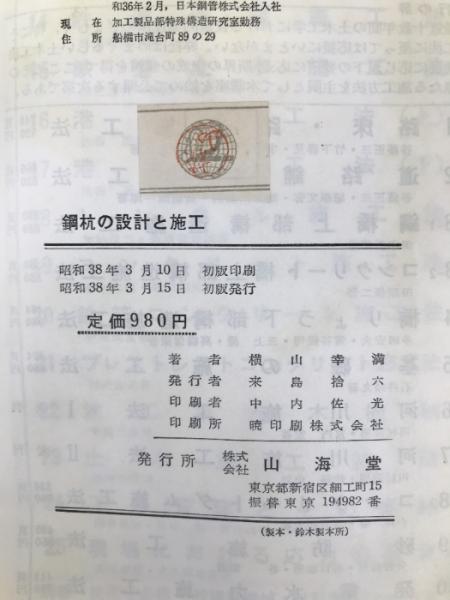 和36年2月，日本鋼管株式会社入社
現　在　加工製品部特殊構造研究室勤務
住　所　船橋市滝台町89の29
鋼杭の設計と施工
昭和38年3月10日　初版印刷
昭和38年3月15日　初版発行
定価980円
著者　横山幸満
発行者　来島捨六
印刷者　中内佐光
印刷所　暁印刷株式会社
発行所　株式会社　山海堂
東京都新宿区細工町15
振替東京194982番
（製本・鈴木製本所）